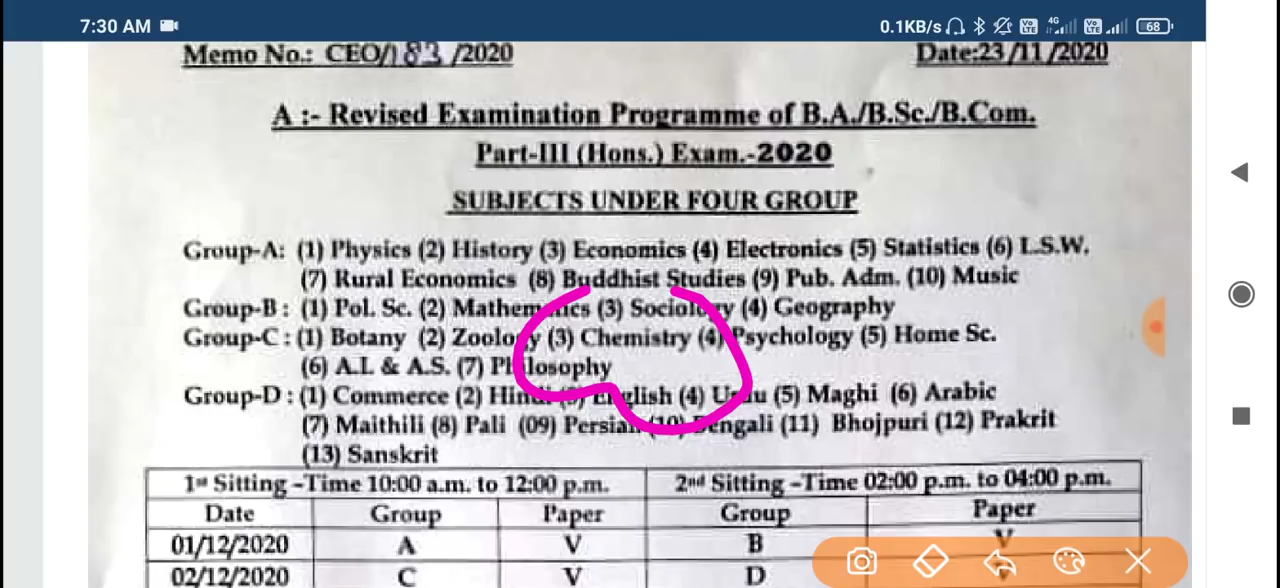 7:30 AM 0.1KB/s 4G 68
Memo No.: CEO/183/2020 Date:23/11/2020
A :- Revised Examination Programme of B.A./B.Sc./B.Com.
Part-III (Hons.) Exam.-2020
SUBJECTS UNDER FOUR GROUP
Group-A: (1) Physics (2) History (3) Economics (4) Electronics (5) Statistics (6) L.S.W.
(7) Rural Economics (8) Buddhist Studies (9) Pub. Adm. (10) Music
Group-B : (1) Pol. Sc. (2) Mathematics (3) Sociology (4) Geography
Group-C : (1) Botany (2) Zoology (3) Chemistry (4) Psychology (5) Home Sc.
(6) A.I. & A.S. (7) Philosophy
Group-D : (1) Commerce (2) Hindi (3) English (4) Urdu (5) Maghi (6) Arabic
(7) Maithili (8) Pali (09) Persian (10) Bengali (11) Bhojpuri (12) Prakrit
(13) Sanskrit
1st Sitting -Time 10:00 a.m. to 12:00 p.m. 2nd Sitting -Time 02:00 p.m. to 04:00 p.m.
Date Group Paper Group Paper
01/12/2020 A V B V
02/12/2020 C V D